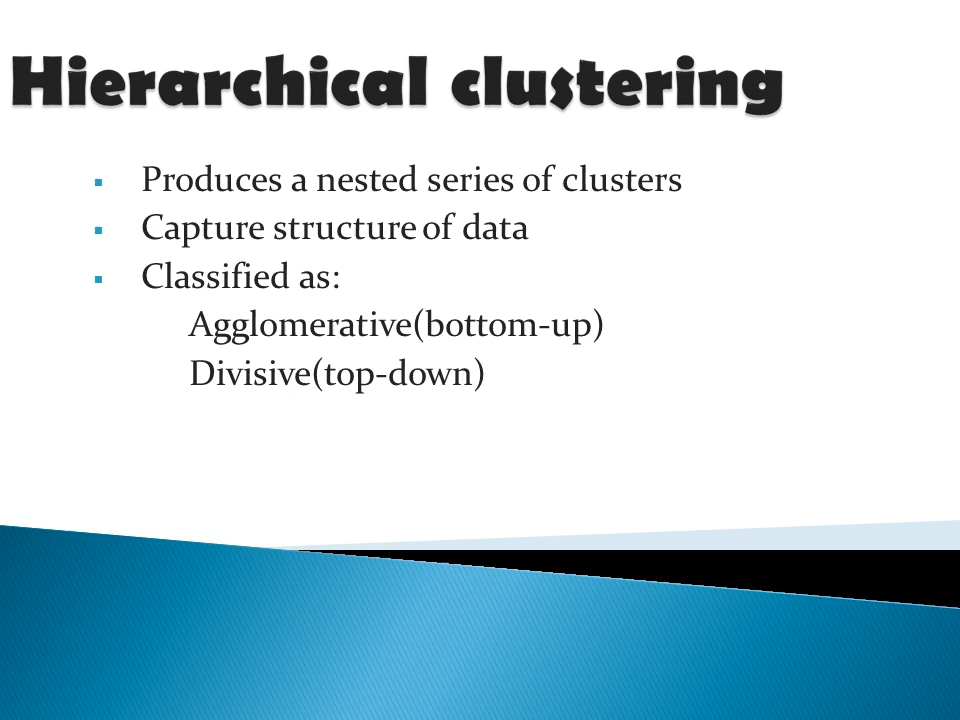 Hierarchical clustering
▪ Produces a nested series of clusters
▪ Capture structure of data
▪ Classified as:
Agglomerative(bottom-up)
Divisive(top-down)